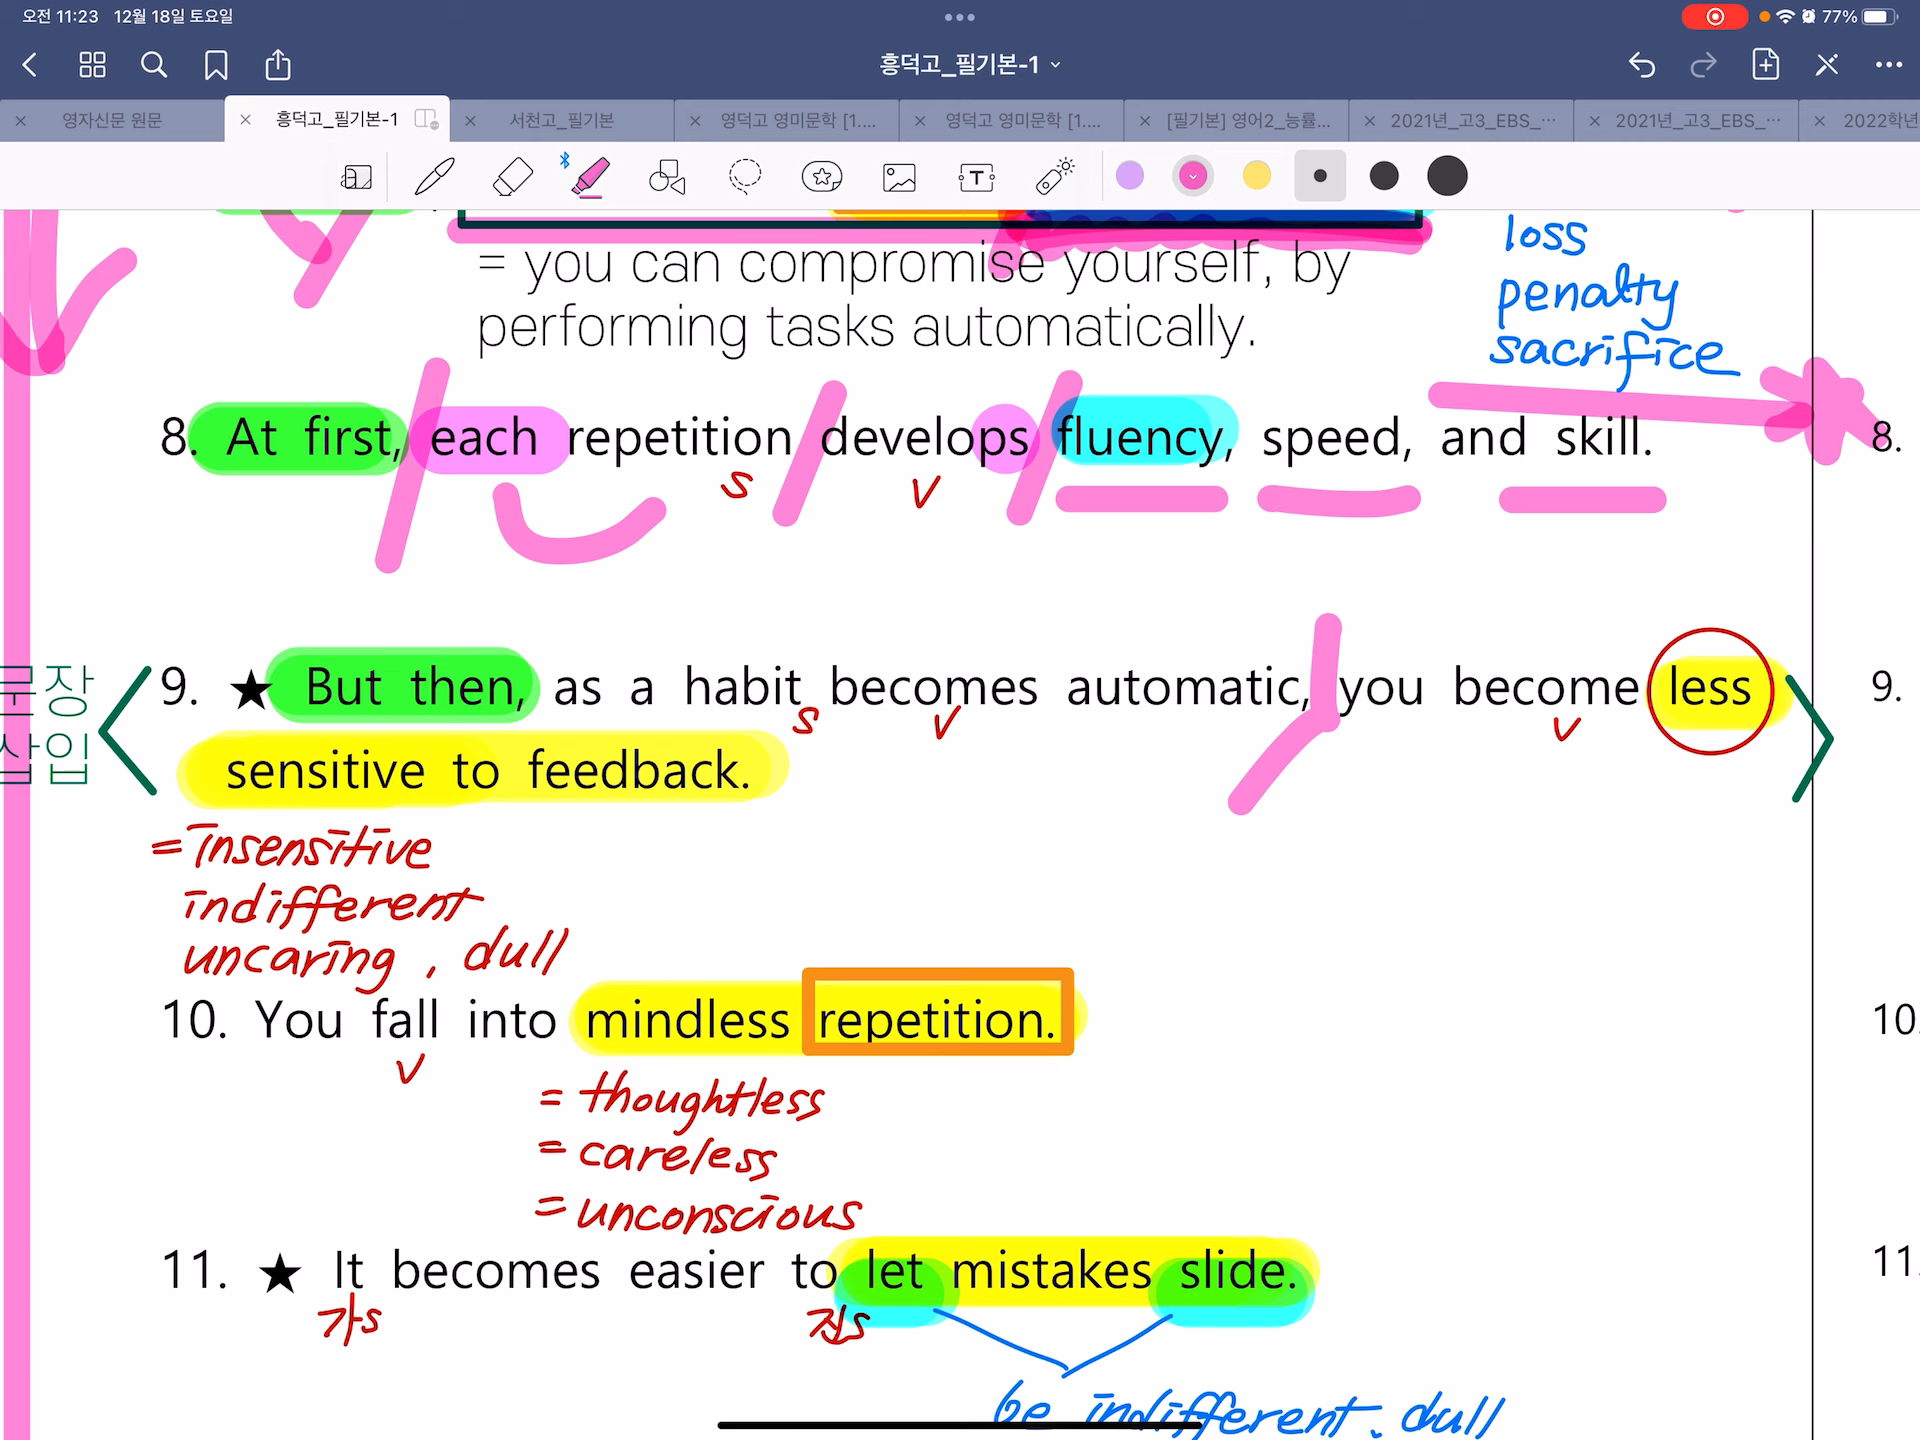 오전 11:23 12월 18일 토요일
77%
흥덕고_필기본-1
영자신문 원문
흥덕고_필기본-1
서천고_필기본
영덕고 영미문학 [1....
영덕고 영미문학 [1....
[필기본] 영어2_능률...
2021년_고3_EBS_...
2021년_고3_EBS_...
2022학년
loss
= you can compromise yourself, by
penalty
performing tasks automatically.
sacrifice
8. At first, each repetition develops fluency, speed, and skill.
8.
s v
문장
삽입
9. ★ But then, as a habit becomes automatic, you become less
9.
s v v
sensitive to feedback.
= insensitive
indifferent
uncaring, dull
10. You fall into mindless repetition.
10.
v
= thoughtless
= careless
= unconscious
11. ★ It becomes easier to let mistakes slide.
11.
가s 진s
be indifferent. dull